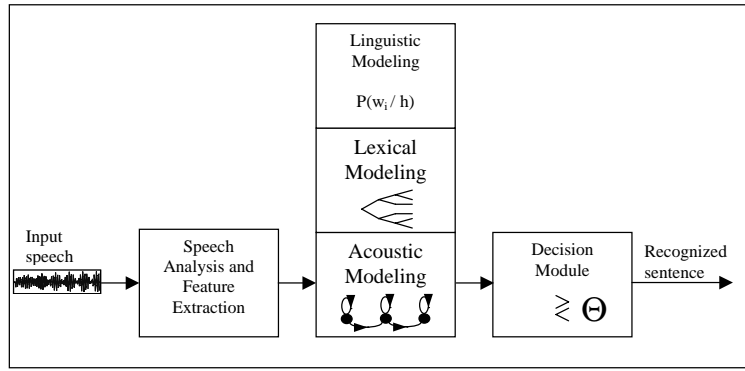 Input
speech
Speech
Analysis and
Feature
Extraction
Linguistic
Modeling
P(wᵢ / h)
Lexical
Modeling
Acoustic
Modeling
Decision
Module
≷ Θ
Recognized
sentence